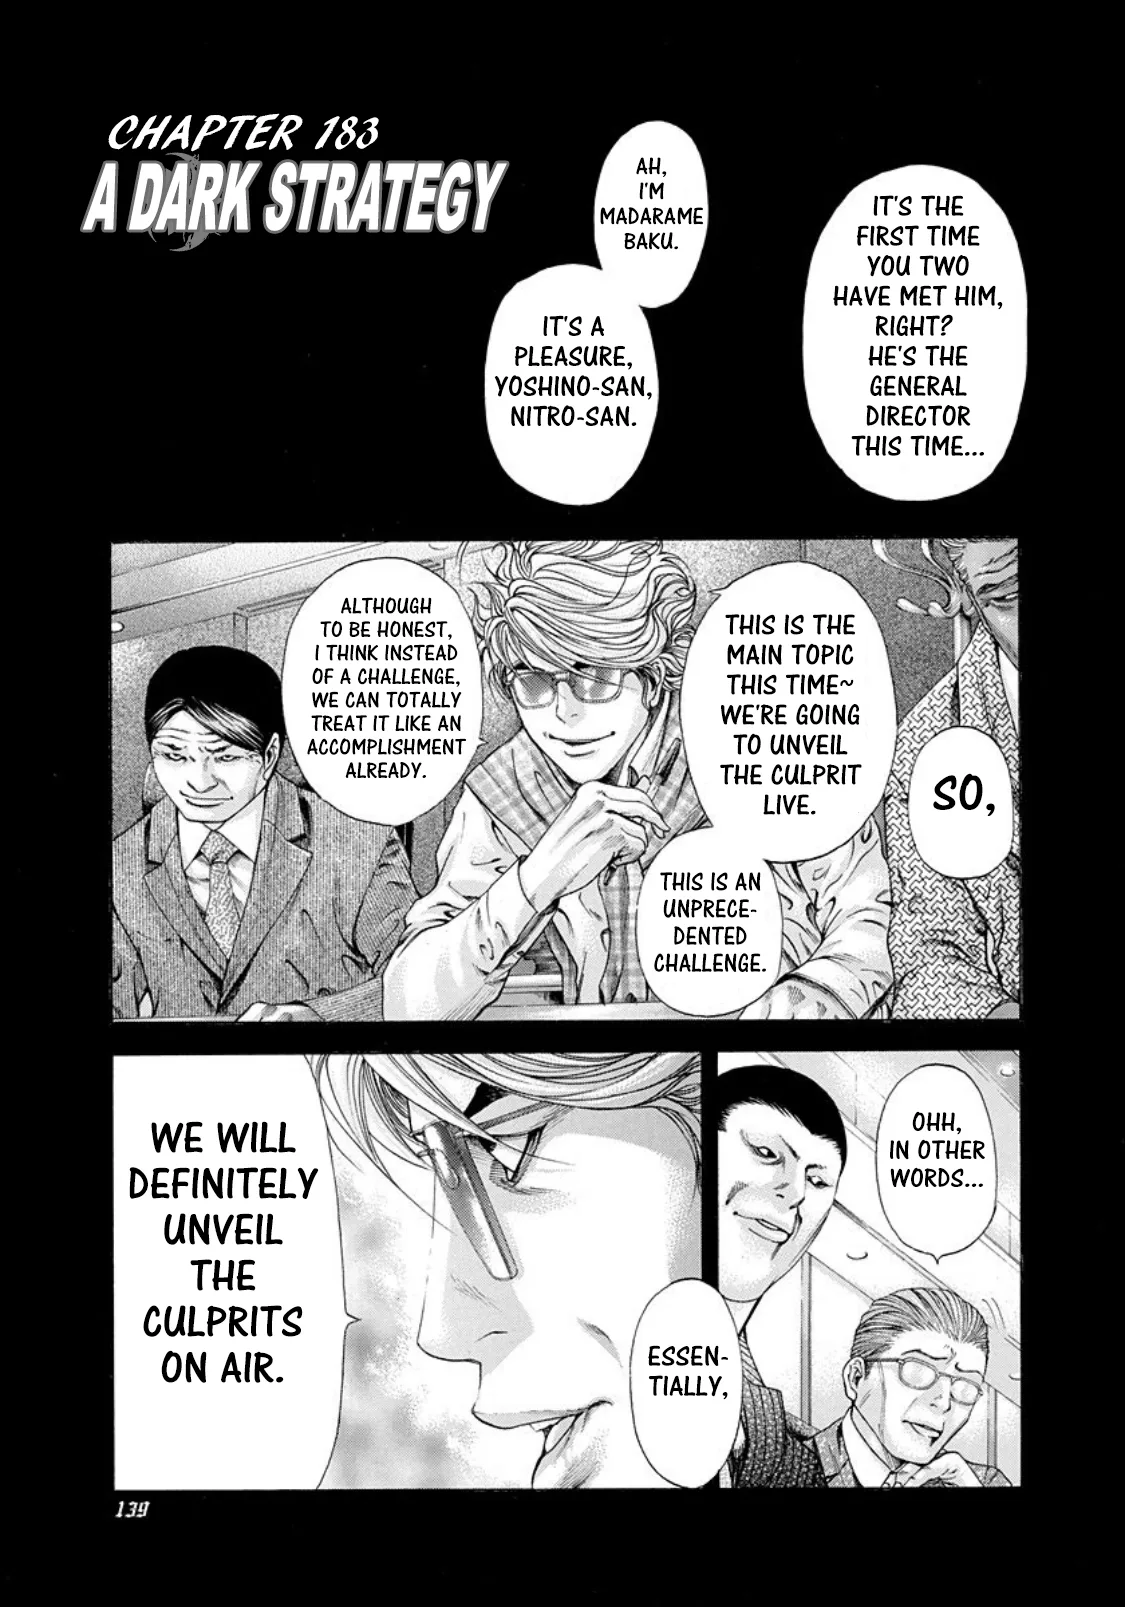 CHAPTER 183
A DARK STRATEGY
IT'S THE
FIRST TIME
YOU TWO
HAVE MET HIM,
RIGHT?
HE'S THE
GENERAL
DIRECTOR
THIS TIME...
AH,
I'M
MADARAME
BAKU.
IT'S A
PLEASURE,
YOSHINO-SAN,
NITRO-SAN.
SO,
THIS IS THE
MAIN TOPIC
THIS TIME~
WE'RE GOING
TO UNVEIL
THE CULPRIT
LIVE.
THIS IS AN
UNPRECE-
DENTED
CHALLENGE.
ALTHOUGH
TO BE HONEST,
I THINK INSTEAD
OF A CHALLENGE,
WE CAN TOTALLY
TREAT IT LIKE AN
ACCOMPLISHMENT
ALREADY.
OHH,
IN OTHER
WORDS...
ESSEN-
TIALLY,
WE WILL
DEFINITELY
UNVEIL
THE
CULPRITS
ON AIR.
139